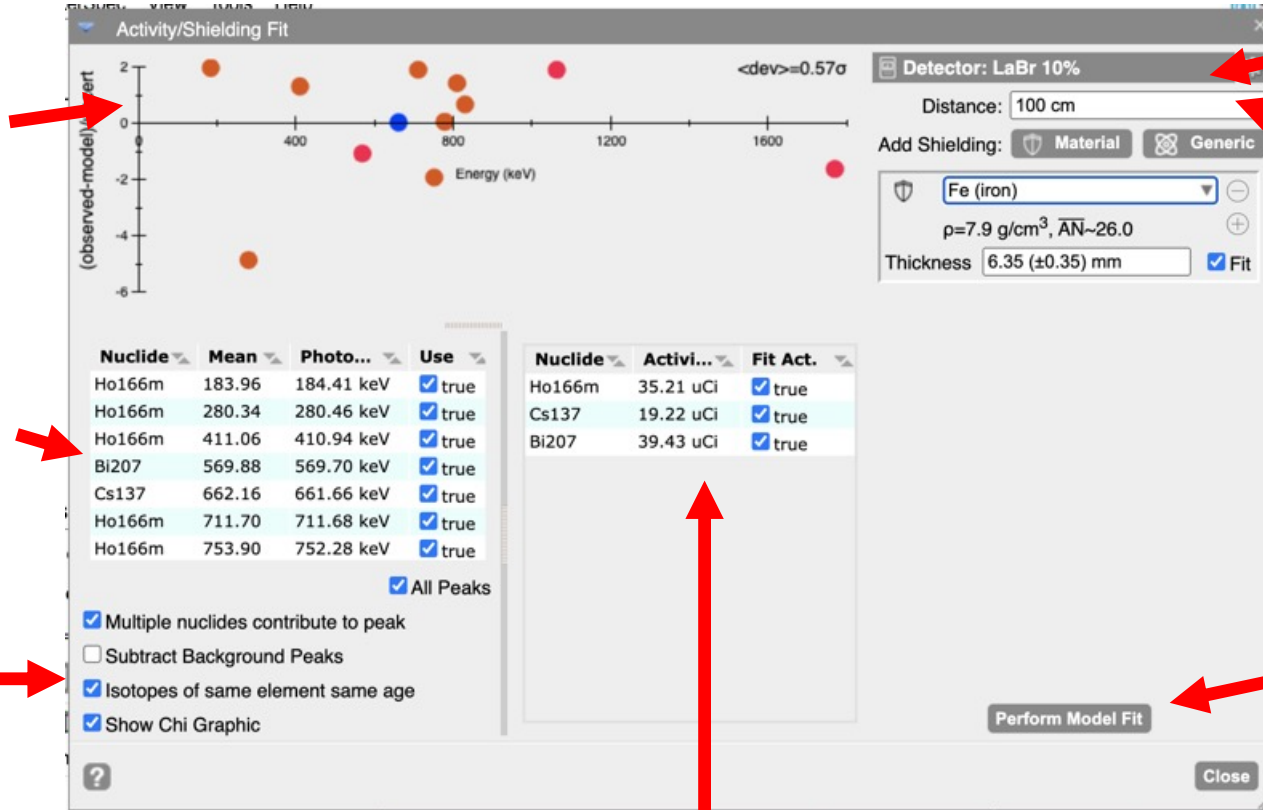 View Tools Help
Activity/Shielding Fit
(observed-model)/
2
0
-2
-4
-6
0
400
800
1200
1600
Energy (keV)
<dev>=0.57σ
Detector: LaBr 10%
Distance: 100 cm
Add Shielding: Material Generic
Fe (iron)
ρ=7.9 g/cm³, A̅N̅~26.0
Thickness 6.35 (±0.35) mm Fit
Nuclide Mean Photo... Use
Ho166m 183.96 184.41 keV true
Ho166m 280.34 280.46 keV true
Ho166m 411.06 410.94 keV true
Bi207 569.88 569.70 keV true
Cs137 662.16 661.66 keV true
Ho166m 711.70 711.68 keV true
Ho166m 753.90 752.28 keV true
All Peaks
Multiple nuclides contribute to peak
Subtract Background Peaks
Isotopes of same element same age
Show Chi Graphic
Nuclide Activi... Fit Act.
Ho166m 35.21 uCi true
Cs137 19.22 uCi true
Bi207 39.43 uCi true
Perform Model Fit
?
Close